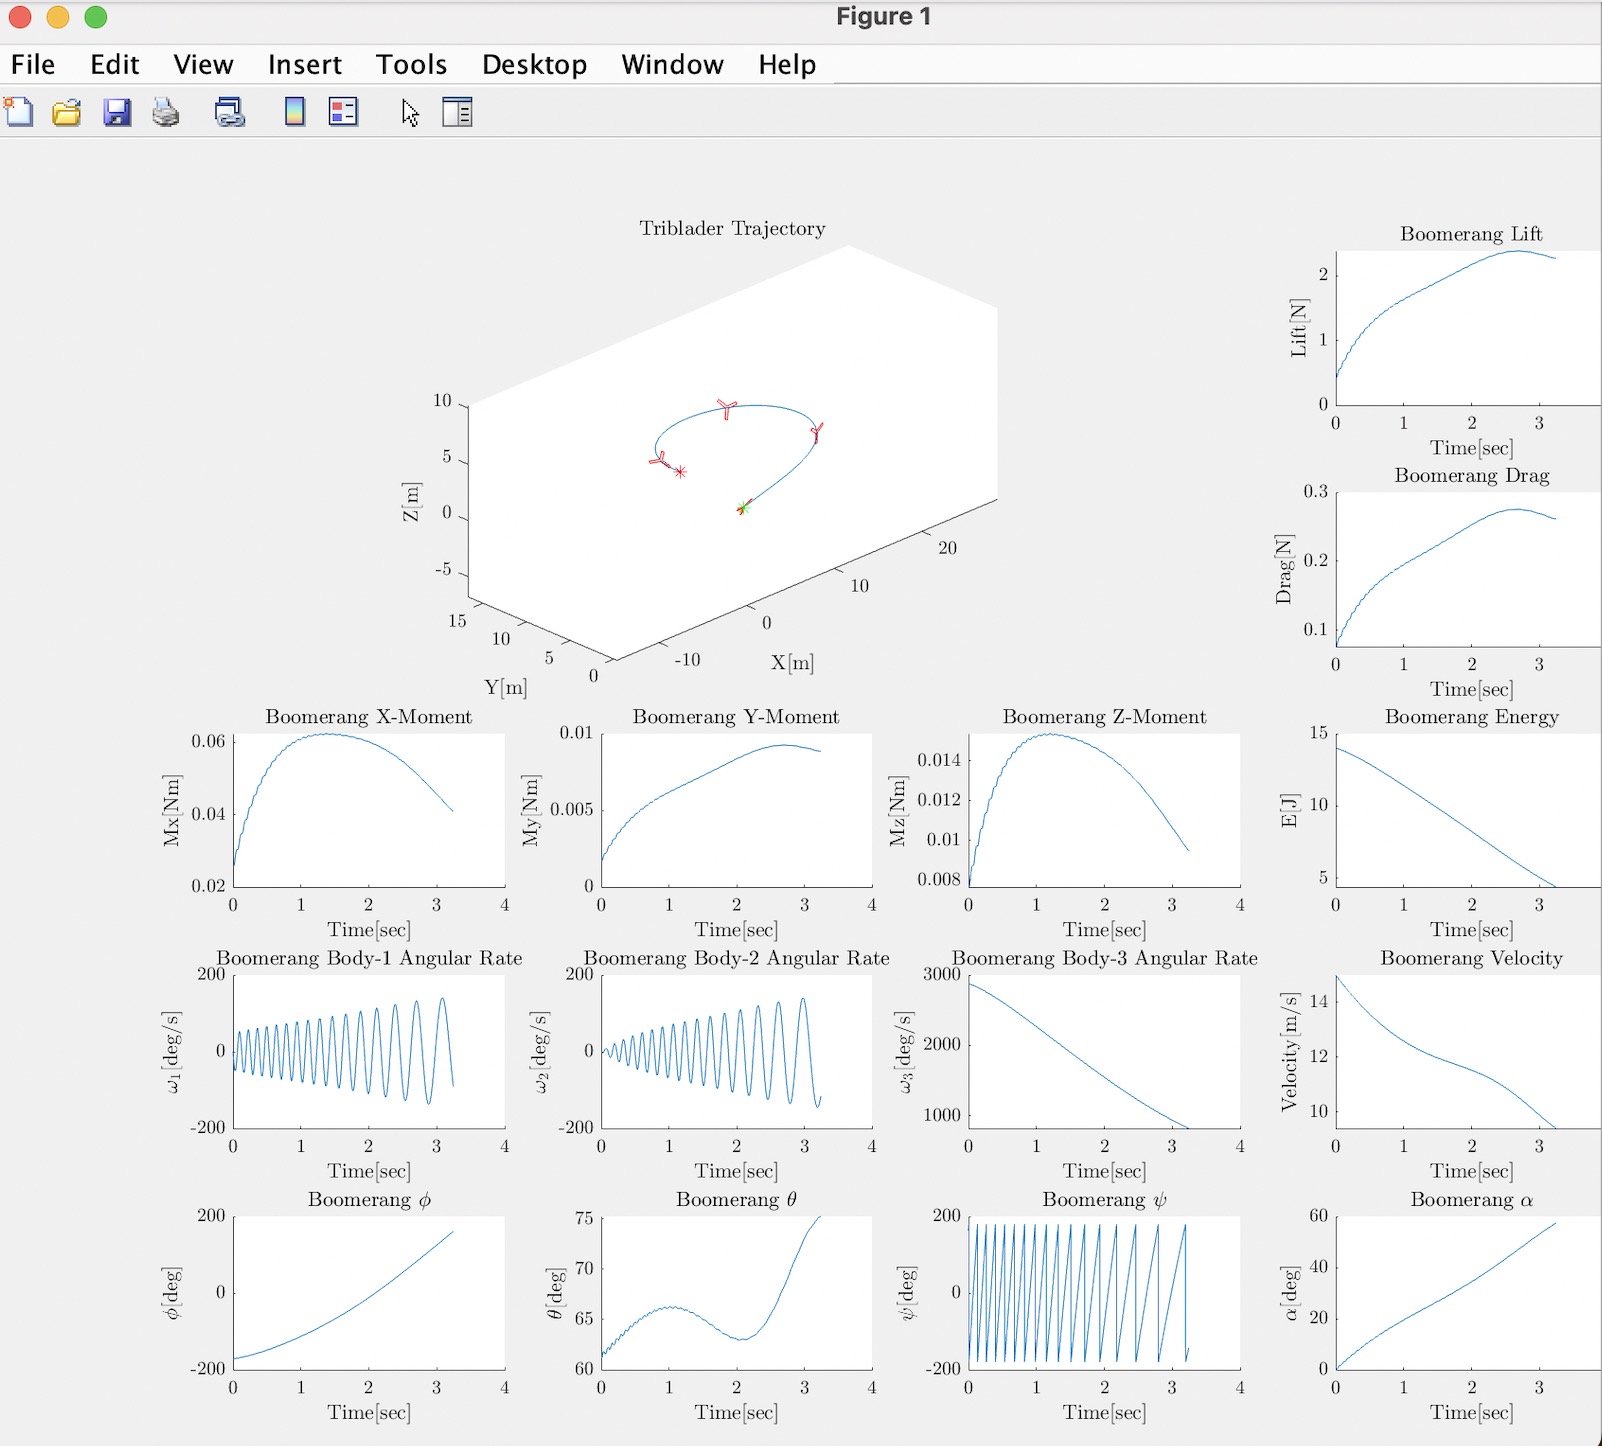 Figure 1
File Edit View Insert Tools Desktop Window Help
Triblader Trajectory
10
5
0
-5
Z[m]
15
10
5
0
Y[m]
-10
0
10
20
X[m]
Boomerang Lift
2
1
0
Lift[N]
0 1 2 3
Time[sec]
Boomerang Drag
0.3
0.2
0.1
Drag[N]
0 1 2 3
Time[sec]
Boomerang X-Moment
0.06
0.04
0.02
Mx[Nm]
0 1 2 3 4
Time[sec]
Boomerang Y-Moment
0.01
0.005
0
My[Nm]
0 1 2 3 4
Time[sec]
Boomerang Z-Moment
0.014
0.012
0.01
0.008
Mz[Nm]
0 1 2 3 4
Time[sec]
Boomerang Energy
15
10
5
E[J]
0 1 2 3
Time[sec]
Boomerang Body-1 Angular Rate
200
0
-200
ω₁[deg/s]
0 1 2 3 4
Time[sec]
Boomerang Body-2 Angular Rate
200
0
-200
ω₂[deg/s]
0 1 2 3 4
Time[sec]
Boomerang Body-3 Angular Rate
3000
2000
1000
ω₃[deg/s]
0 1 2 3 4
Time[sec]
Boomerang Velocity
14
12
10
Velocity[m/s]
0 1 2 3
Time[sec]
Boomerang ϕ
200
0
-200
ϕ[deg]
0 1 2 3 4
Time[sec]
Boomerang θ
75
70
65
60
θ[deg]
0 1 2 3 4
Time[sec]
Boomerang ψ
200
0
-200
ψ[deg]
0 1 2 3 4
Time[sec]
Boomerang α
60
40
20
0
α[deg]
0 1 2 3
Time[sec]